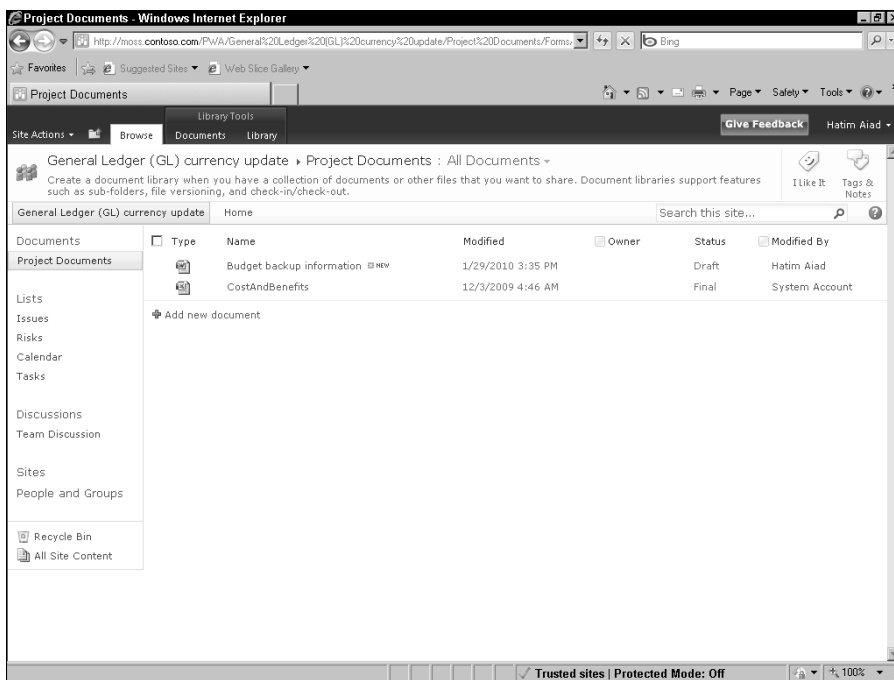 Project Documents - Windows Internet Explorer
http://moss.contoso.com/PWA/General%20Ledger%20(GL)%20currency%20update/Project%20Documents/Forms/
Bing
Favorites Suggested Sites Web Slice Gallery
Project Documents
Page Safety Tools
Library Tools
Site Actions Browse Documents Library
Give Feedback Hatim Aiad
General Ledger (GL) currency update Project Documents : All Documents
Create a document library when you have a collection of documents or other files that you want to share. Document libraries support features
such as sub-folders, file versioning, and check-in/check-out.
I Like It Tags &
Notes
General Ledger (GL) currency update Home Search this site...
Documents
Project Documents
Lists
Issues
Risks
Calendar
Tasks
Discussions
Team Discussion
Sites
People and Groups
Recycle Bin
All Site Content
Type Name Modified Owner Status Modified By
Budget backup information NEW 1/29/2010 3:35 PM Draft Hatim Aiad
CostAndBenefits 12/3/2009 4:46 AM Final System Account
Add new document
Trusted sites | Protected Mode: Off 100%